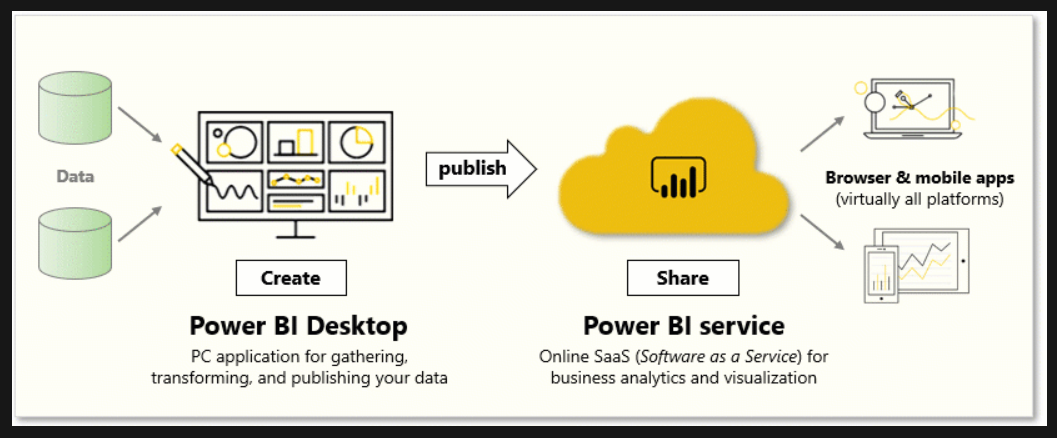 Data
publish
Create
Power BI Desktop
PC application for gathering,
transforming, and publishing your data
Share
Power BI service
Online SaaS (Software as a Service) for
business analytics and visualization
Browser & mobile apps
(virtually all platforms)